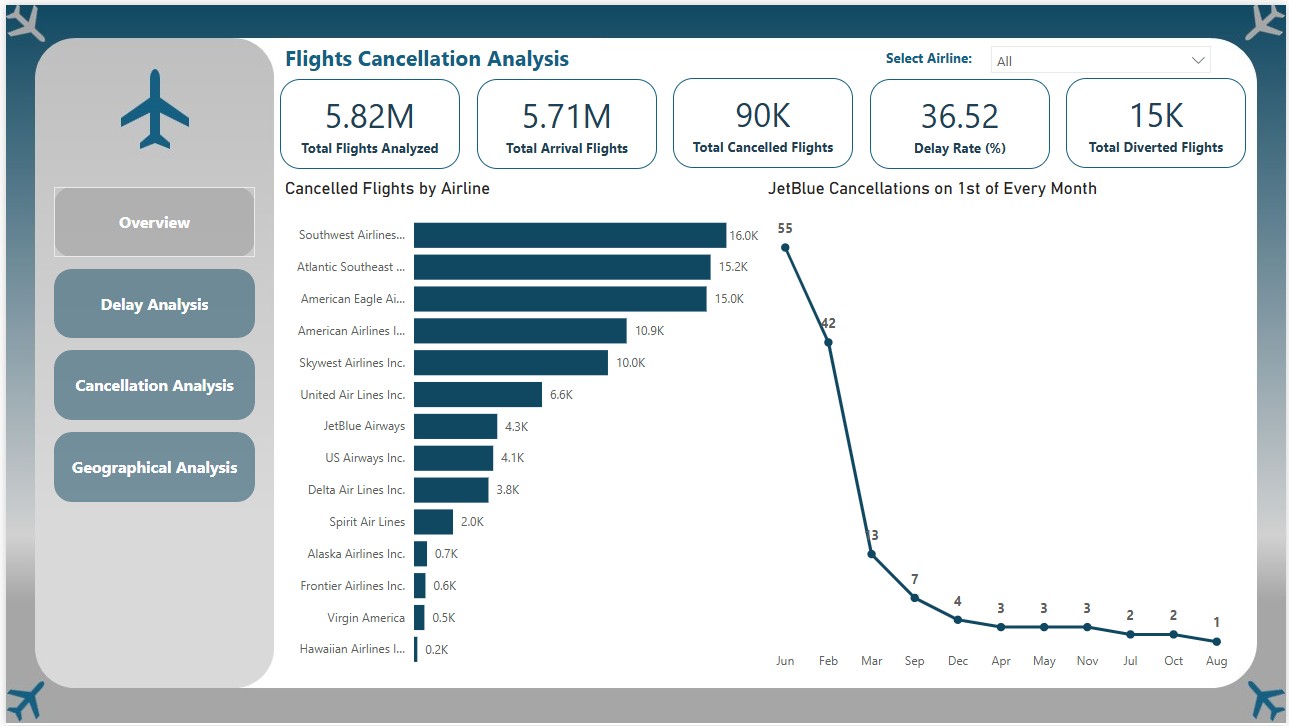 Flights Cancellation Analysis
Select Airline:
All
5.82M
Total Flights Analyzed
5.71M
Total Arrival Flights
90K
Total Cancelled Flights
36.52
Delay Rate (%)
15K
Total Diverted Flights
Overview
Delay Analysis
Cancellation Analysis
Geographical Analysis
Cancelled Flights by Airline
Southwest Airlines... 16.0K
Atlantic Southeast ... 15.2K
American Eagle Ai... 15.0K
American Airlines I... 10.9K
Skywest Airlines Inc. 10.0K
United Air Lines Inc. 6.6K
JetBlue Airways 4.3K
US Airways Inc. 4.1K
Delta Air Lines Inc. 3.8K
Spirit Air Lines 2.0K
Alaska Airlines Inc. 0.7K
Frontier Airlines Inc. 0.6K
Virgin America 0.5K
Hawaiian Airlines I... 0.2K
JetBlue Cancellations on 1st of Every Month
55
42
13
7
4
3
3
3
2
2
1
Jun Feb Mar Sep Dec Apr May Nov Jul Oct Aug